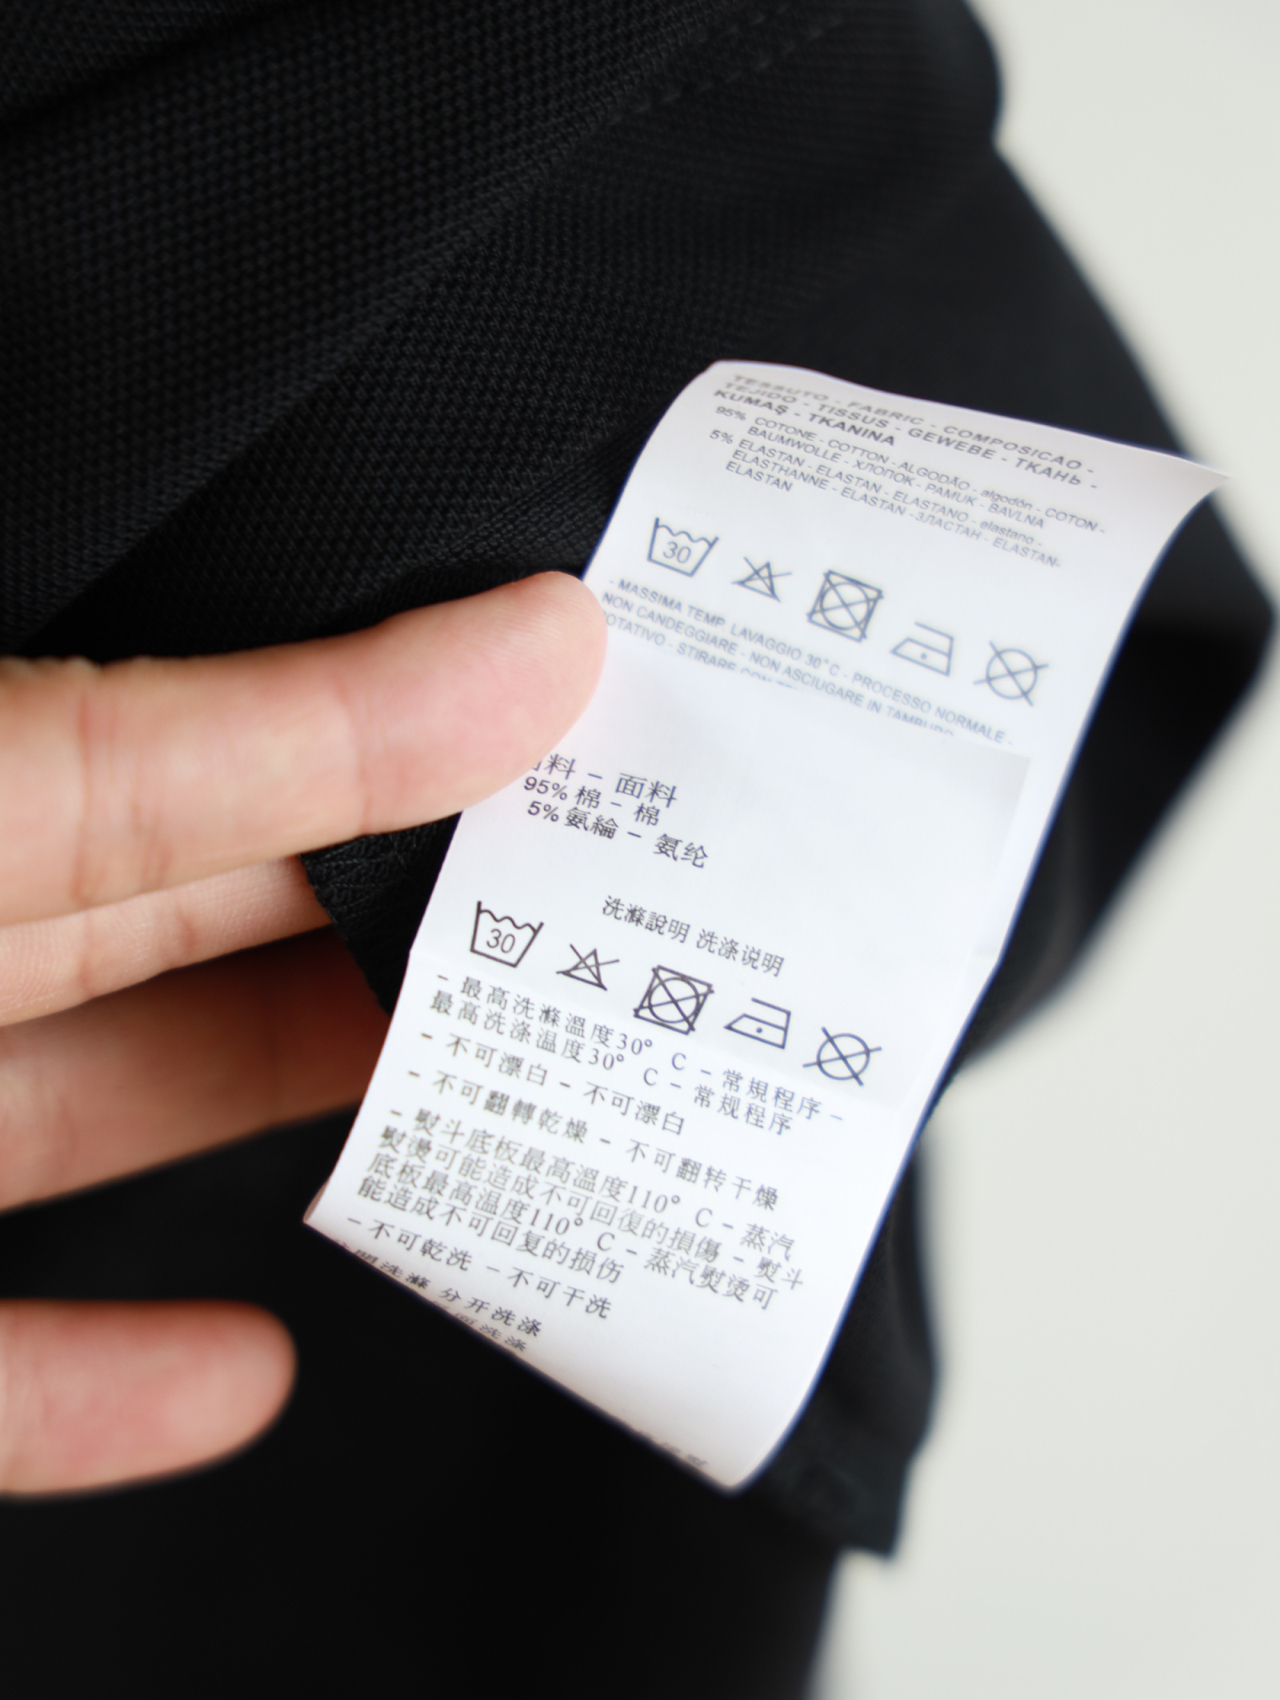 TESSUTO - FABRIC - COMPOSICAO -
TEJIDO - TISSUS - GEWEBE - ТКАНЬ -
KUMAŞ - TKANINA
95% COTONE - COTTON - ALGODÃO - algodón - COTON -
BAUMWOLLE - ХЛОПОК - PAMUK - BAVLNA
5% ELASTAN - ELASTAN - ELASTANO - elastano -
ELASTHANNE - ELASTAN -ЗЛАСТАН - ELASTAN-
ELASTAN
30
- MASSIMA TEMP. LAVAGGIO 30°C - PROCESSO NORMALE -
NON CANDEGGIARE - NON ASCIUGARE IN TAMBURO
OTATIVO - STIRARE CON
料 - 面料
95% 棉 - 棉
5% 氨綸 - 氨纶
洗滌說明 洗涤说明
30
- 最高洗滌溫度30° C - 常規程序 -
最高洗涤温度30° C - 常规程序
- 不可漂白 - 不可漂白
- 不可翻轉乾燥 - 不可翻转干燥
- 熨斗底板最高溫度110° C - 蒸汽
熨燙可能造成不可回復的損傷 - 熨斗
底板最高温度110° C - 蒸汽熨烫可
能造成不可回复的损伤
- 不可乾洗 - 不可干洗
洗滌 分开洗涤
洗涤